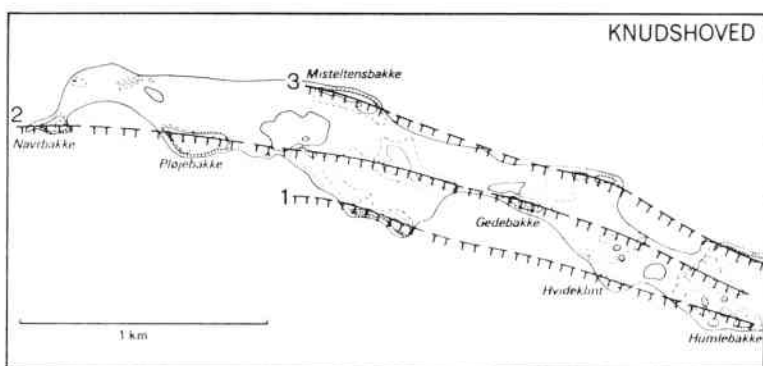 KNUDSHOVED
3 Misteltensbakke
2
Navrbakke
Pløjebakke
1
Gedebakke
Hvideklint
1 km
Humlebakke